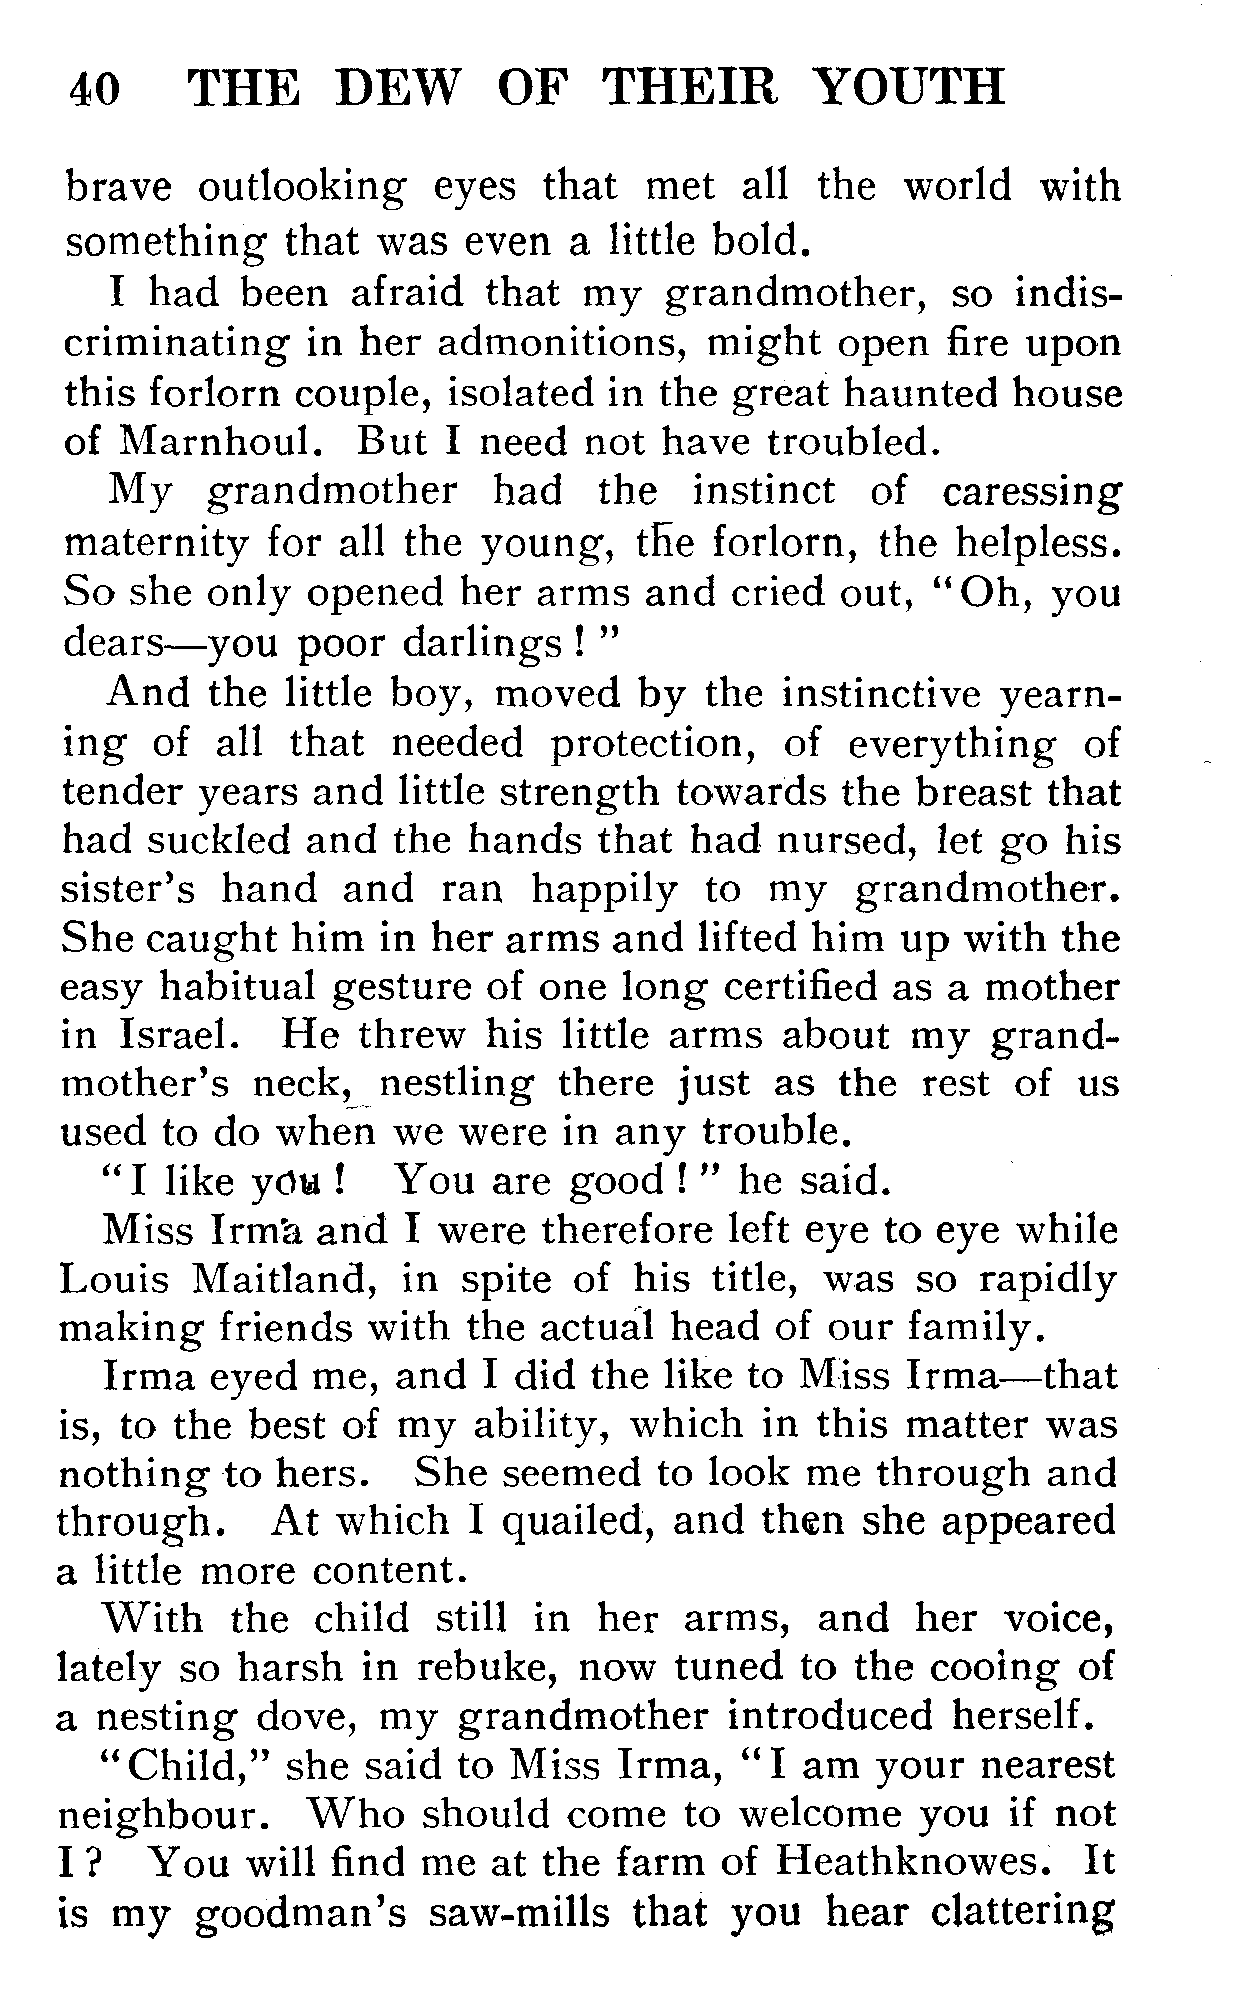 40 THE DEW OF THEIR YOUTH
brave outlooking eyes that met all the world with
something that was even a little bold.
I had been afraid that my grandmother, so indis-
criminating in her admonitions, might open fire upon
this forlorn couple, isolated in the great haunted house
of Marnhoul. But I need not have troubled.
My grandmother had the instinct of caressing
maternity for all the young, the forlorn, the helpless.
So she only opened her arms and cried out, "Oh, you
dears—you poor darlings!"
And the little boy, moved by the instinctive yearn-
ing of all that needed protection, of everything of
tender years and little strength towards the breast that
had suckled and the hands that had nursed, let go his
sister's hand and ran happily to my grandmother.
She caught him in her arms and lifted him up with the
easy habitual gesture of one long certified as a mother
in Israel. He threw his little arms about my grand-
mother's neck, nestling there just as the rest of us
used to do when we were in any trouble.
"I like you! You are good!" he said.
Miss Irma and I were therefore left eye to eye while
Louis Maitland, in spite of his title, was so rapidly
making friends with the actual head of our family.
Irma eyed me, and I did the like to Miss Irma—that
is, to the best of my ability, which in this matter was
nothing to hers. She seemed to look me through and
through. At which I quailed, and then she appeared
a little more content.
With the child still in her arms, and her voice,
lately so harsh in rebuke, now tuned to the cooing of
a nesting dove, my grandmother introduced herself.
"Child," she said to Miss Irma, "I am your nearest
neighbour. Who should come to welcome you if not
I? You will find me at the farm of Heathknowes. It
is my goodman's saw-mills that you hear clattering